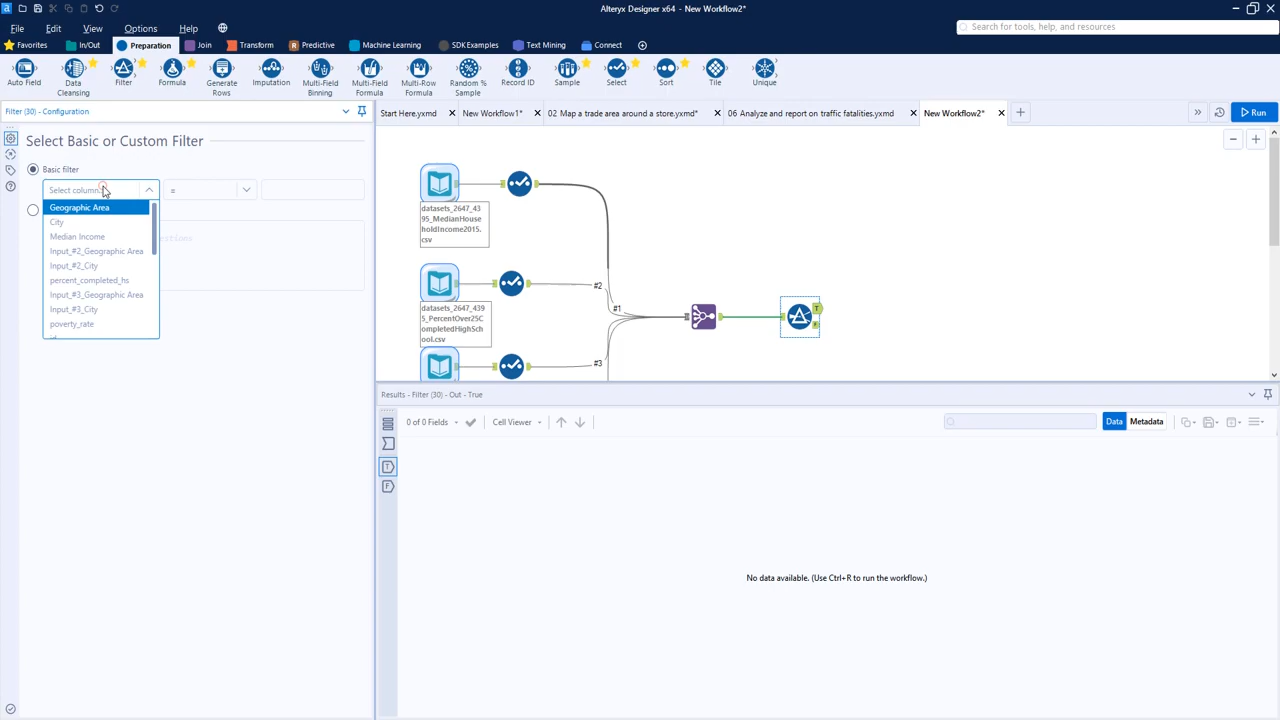 Alteryx Designer x64 - New Workflow2*
File Edit View Options Help
Search for tools, help, and resources
Favorites In/Out Preparation Join Transform Predictive Machine Learning SDK Examples Text Mining Connect
Auto Field
Data Cleansing
Filter
Formula
Generate Rows
Imputation
Multi-Field Binning
Multi-Field Formula
Multi-Row Formula
Random % Sample
Record ID
Sample
Select
Sort
Tile
Unique
Filter (30) - Configuration
Start Here.yxmd
New Workflow1*
02 Map a trade area around a store.yxmd*
06 Analyze and report on traffic fatalities.yxmd
New Workflow2*
Run
Select Basic or Custom Filter
Basic filter
Select column
=
Geographic Area
City
Median Income
Input_#2_Geographic Area
Input_#2_City
percent_completed_hs
Input_#3_Geographic Area
Input_#3_City
poverty_rate
id
datasets_2647_43
95_MedianHouse
holdIncome2015.
csv
#2
#1
datasets_2647_439
5_PercentOver25C
ompletedHighSch
ool.csv
#3
T
F
Results - Filter (30) - Out - True
0 of 0 Fields
Cell Viewer
Data
Metadata
T
F
No data available. (Use Ctrl+R to run the workflow.)